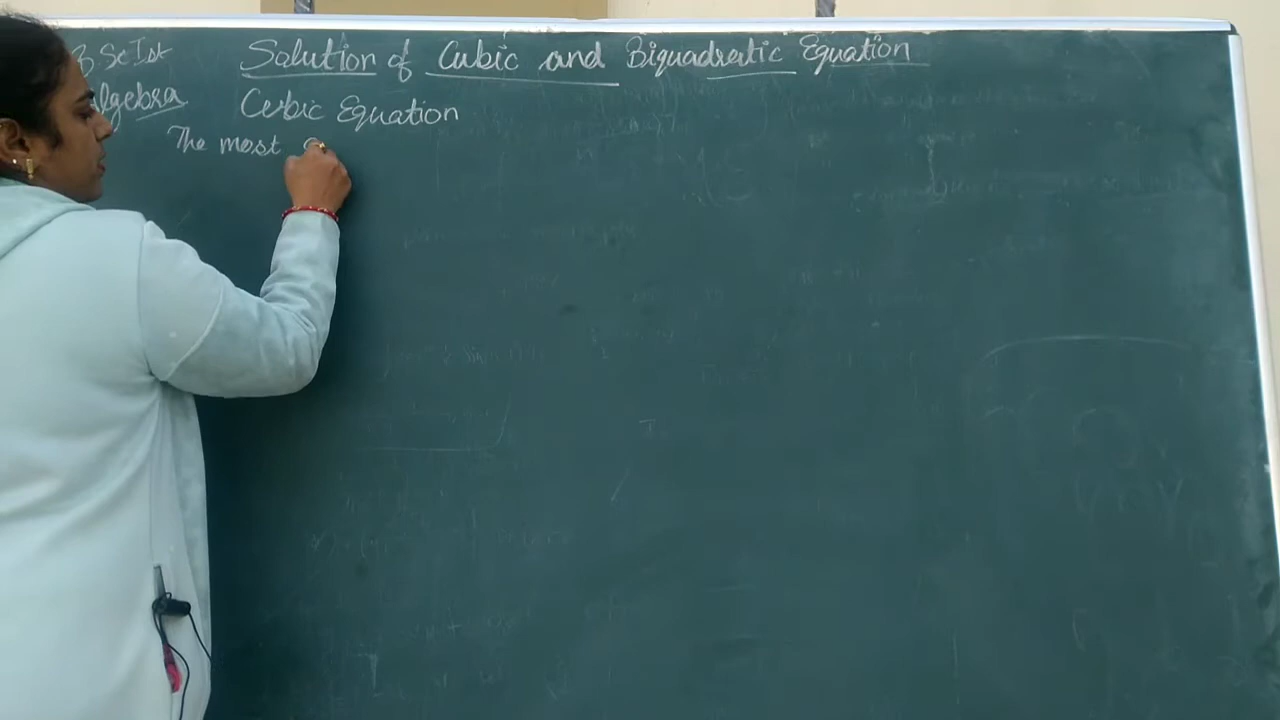 B Sc Ist
Solution of Cubic and Biquadratic Equation
Algebra
Cubic Equation
The most